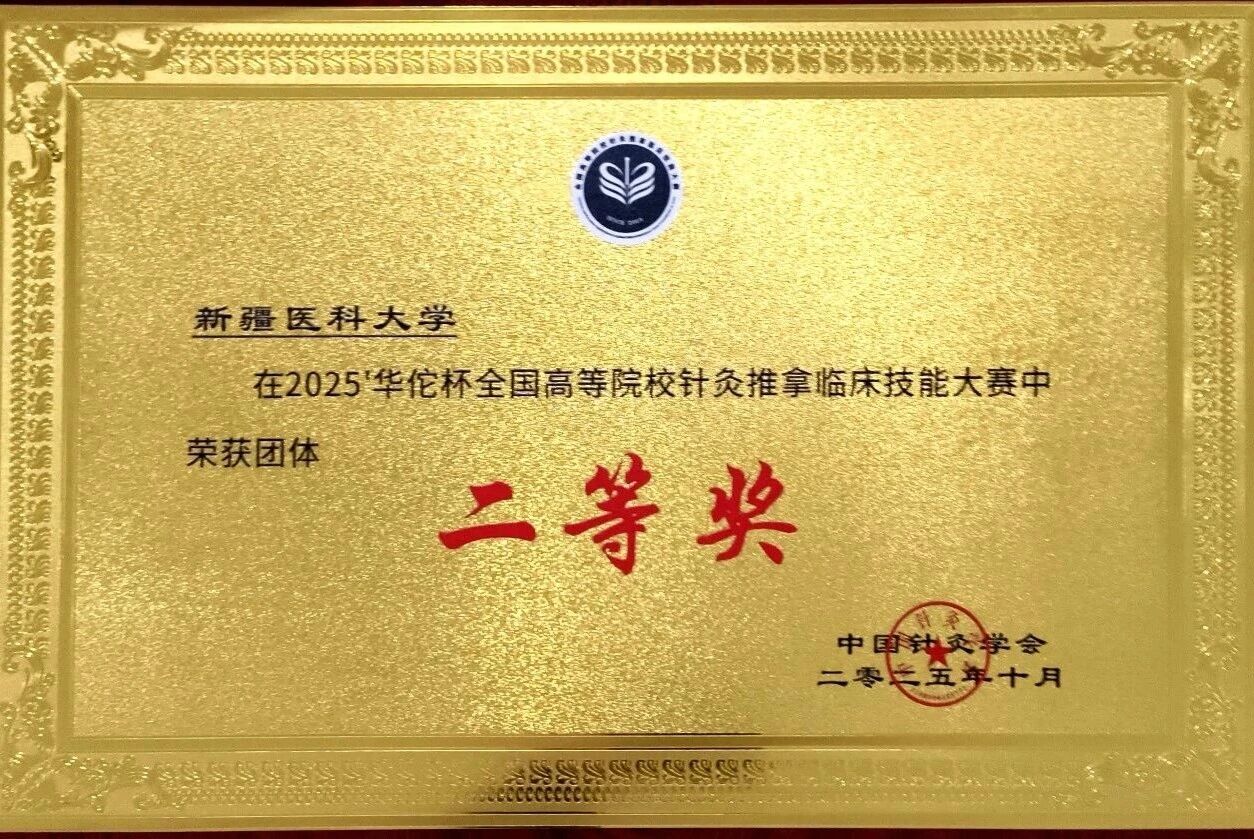 新疆医科大学
在2025'华佗杯全国高等院校针灸推拿临床技能大赛中
荣获团体
二等奖
中国针灸学会
二零二五年十月